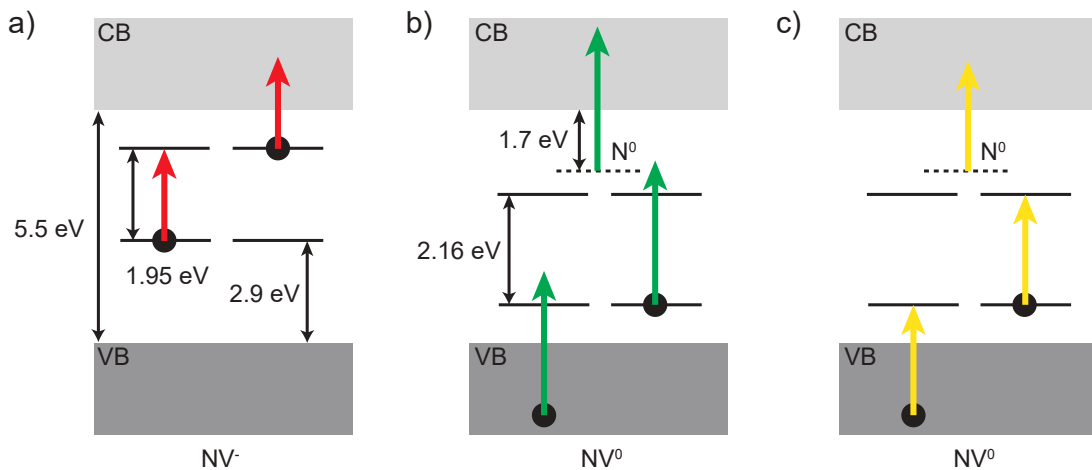 a)
CB
5.5 eV
1.95 eV
2.9 eV
VB
NV⁻
b)
CB
1.7 eV
N⁰
2.16 eV
VB
NV⁰
c)
CB
N⁰
VB
NV⁰